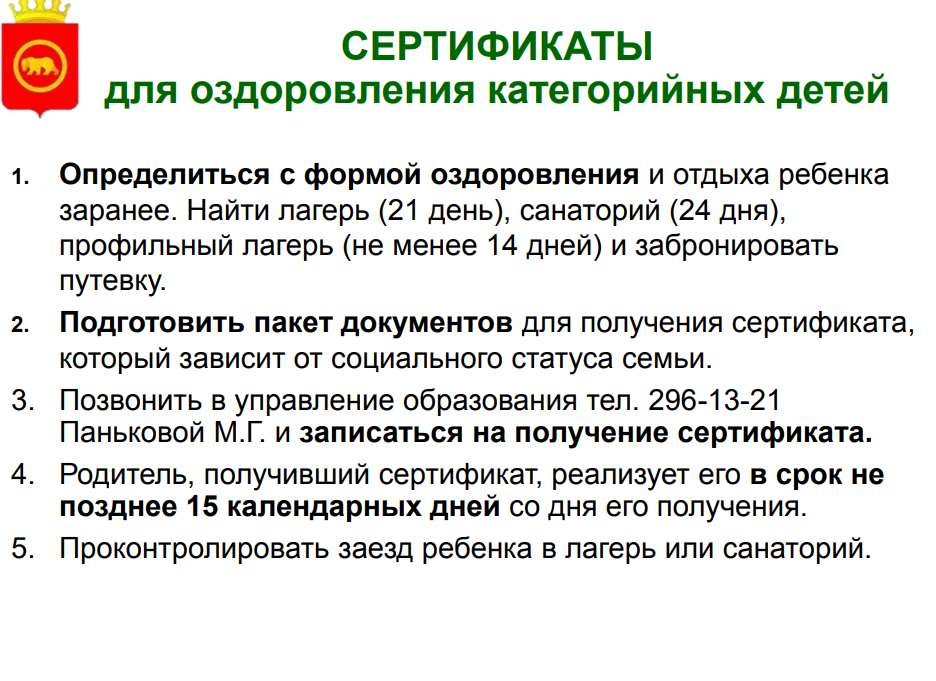 СЕРТИФИКАТЫ
для оздоровления категорийных детей
1. Определиться с формой оздоровления и отдыха ребенка
заранее. Найти лагерь (21 день), санаторий (24 дня),
профильный лагерь (не менее 14 дней) и забронировать
путевку.
2. Подготовить пакет документов для получения сертификата,
который зависит от социального статуса семьи.
3. Позвонить в управление образования тел. 296-13-21
Паньковой М.Г. и записаться на получение сертификата.
4. Родитель, получивший сертификат, реализует его в срок не
позднее 15 календарных дней со дня его получения.
5. Проконтролировать заезд ребенка в лагерь или санаторий.